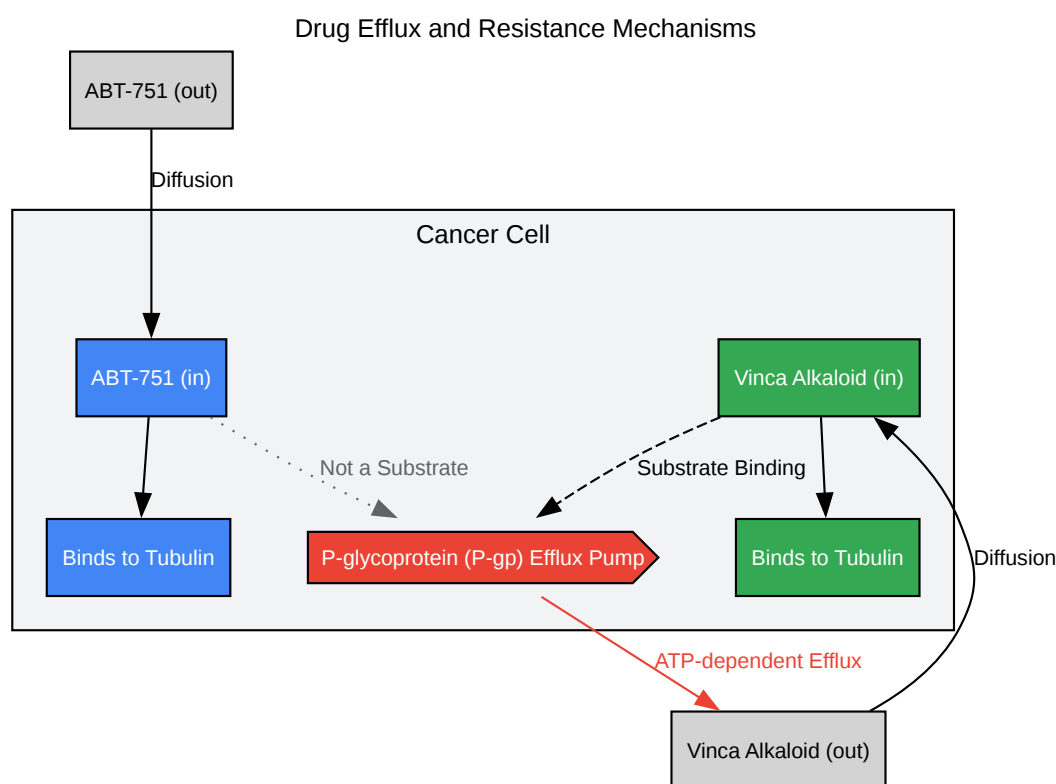 Drug Efflux and Resistance Mechanisms
ABT-751 (out)
Diffusion
Cancer Cell
ABT-751 (in)
Vinca Alkaloid (in)
Not a Substrate
Substrate Binding
Binds to Tubulin
P-glycoprotein (P-gp) Efflux Pump
Binds to Tubulin
Diffusion
ATP-dependent Efflux
Vinca Alkaloid (out)